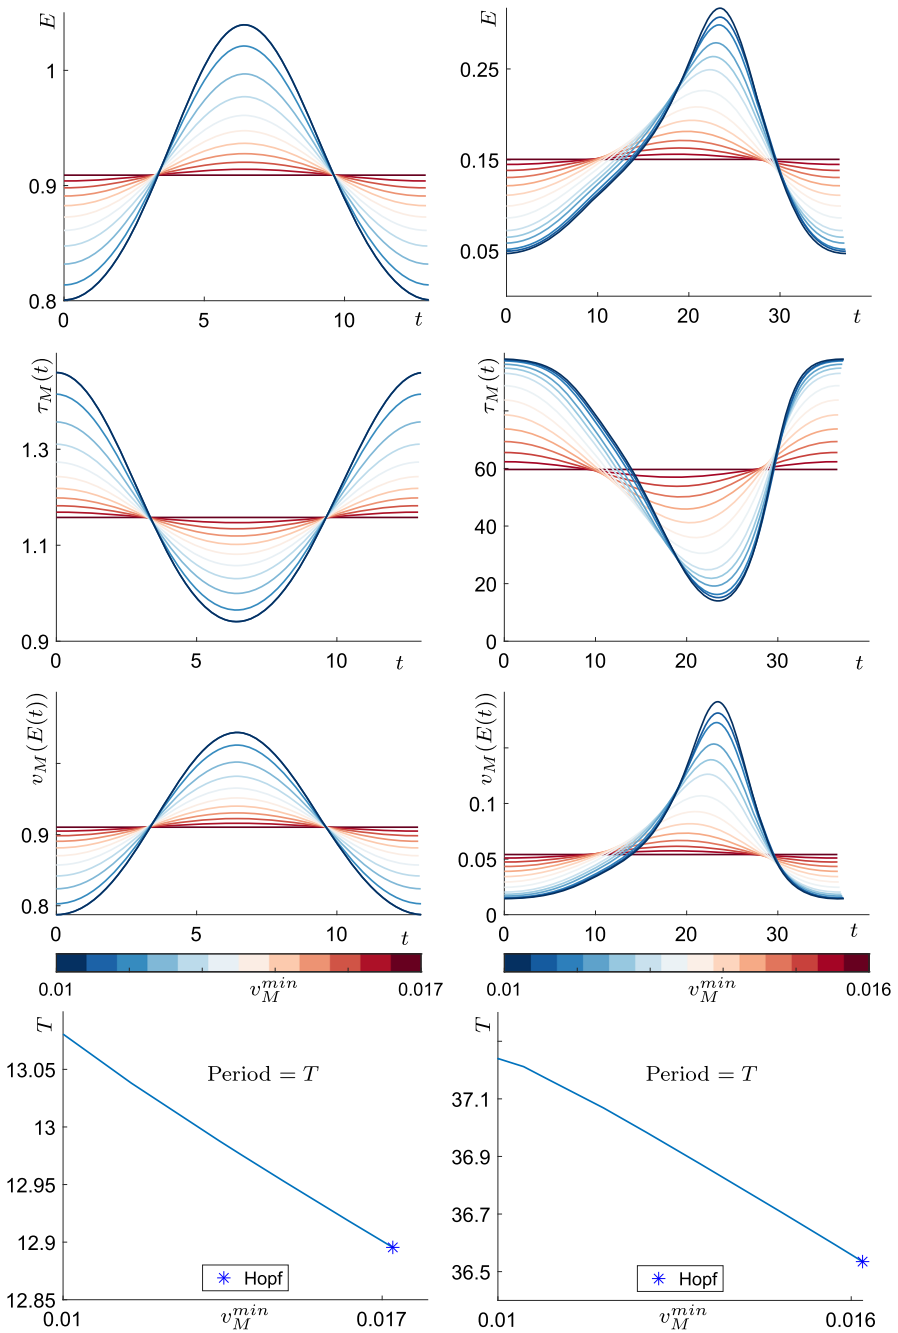 E
1
0.9
0.8
0
5
10
t
E
0.25
0.15
0.05
0
10
20
30
t
τ_M(t)
1.3
1.1
0.9
0
5
10
t
τ_M(t)
60
40
20
0
0
10
20
30
t
v_M(E(t))
0.9
0.8
0
5
10
t
v_M(E(t))
0.1
0.05
0
0
10
20
30
t
0.01
v_M^{min}
0.017
0.01
v_M^{min}
0.016
T
13.05
13
12.95
12.9
12.85
Period = T
Hopf
0.01
v_M^{min}
0.017
T
37.1
36.9
36.7
36.5
Period = T
Hopf
0.01
v_M^{min}
0.016